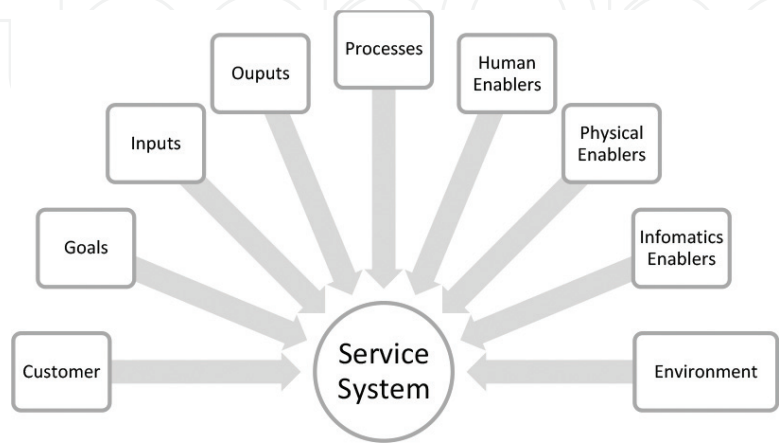 Processes
Human
Enablers
Ouputs
Physical
Enablers
Inputs
Infomatics
Enablers
Goals
Service
System
Customer
Environment